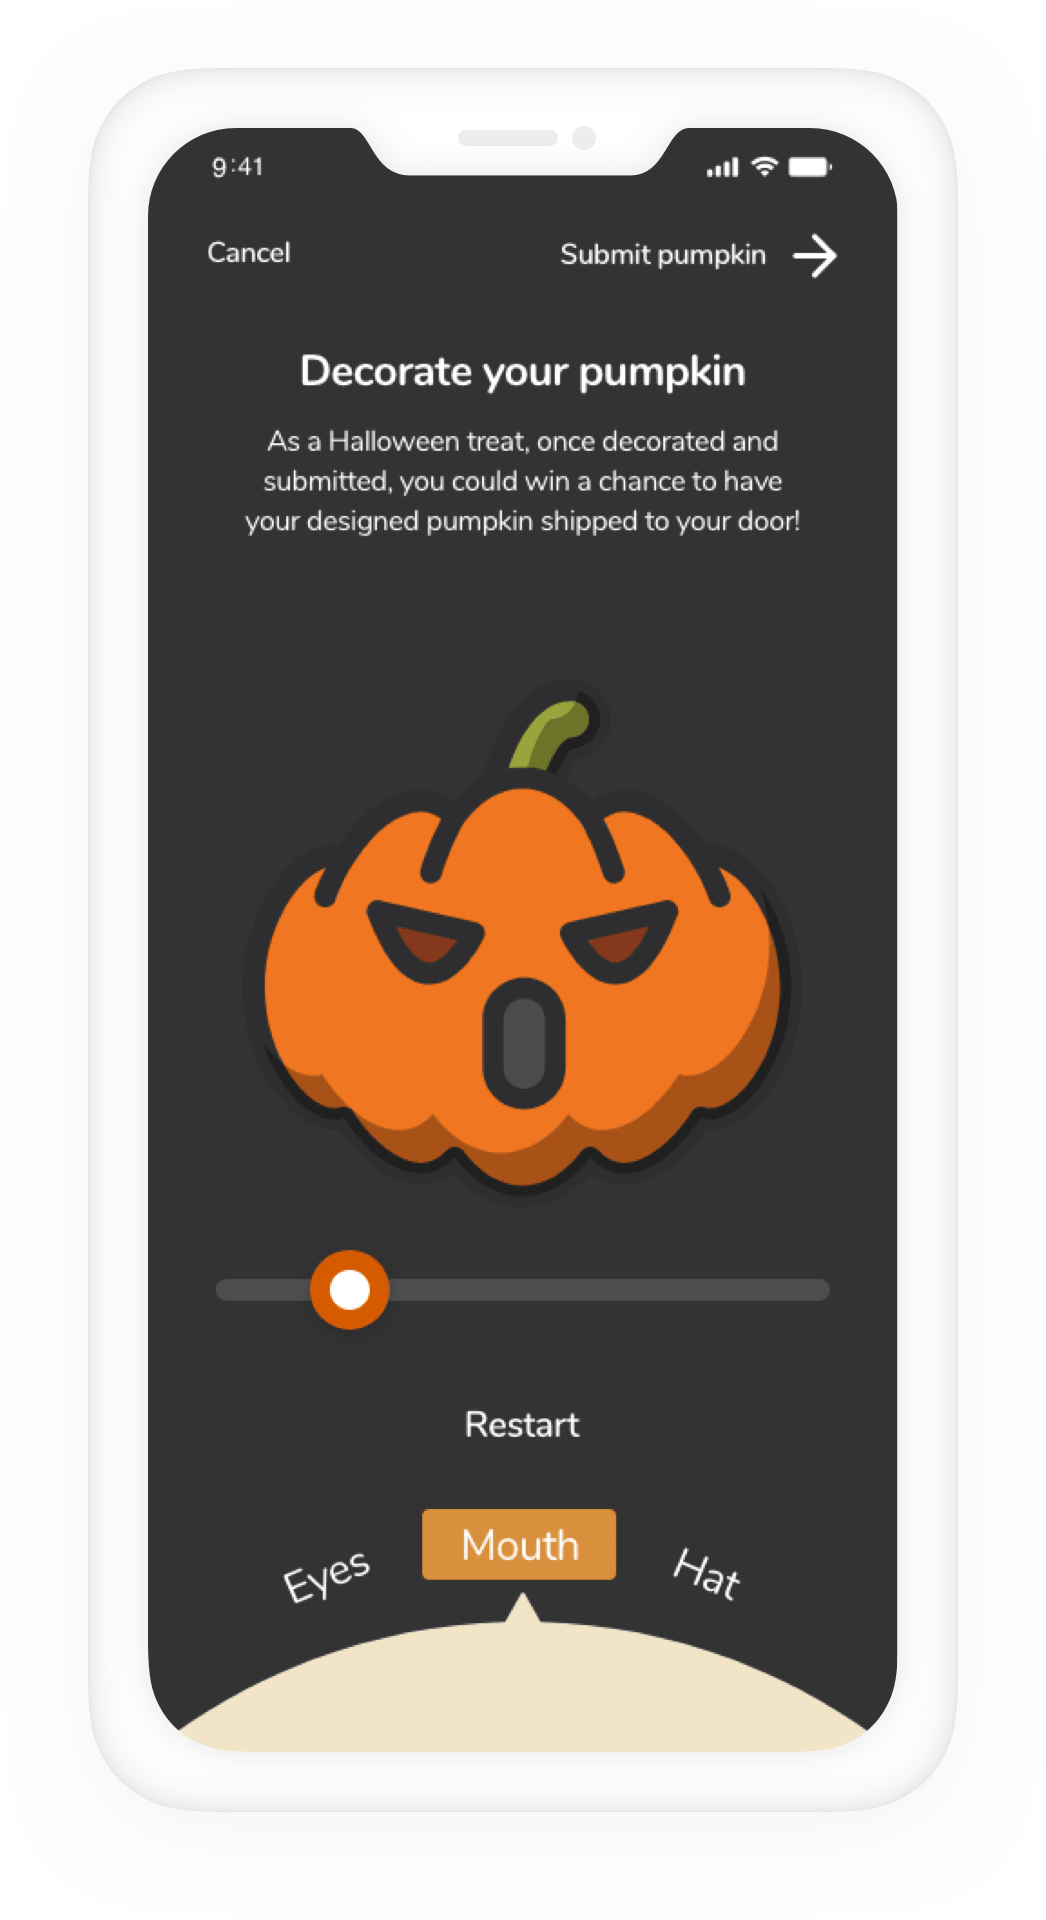 9:41
Cancel
Submit pumpkin
Decorate your pumpkin
As a Halloween treat, once decorated and
submitted, you could win a chance to have
your designed pumpkin shipped to your door!
Restart
Eyes
Mouth
Hat